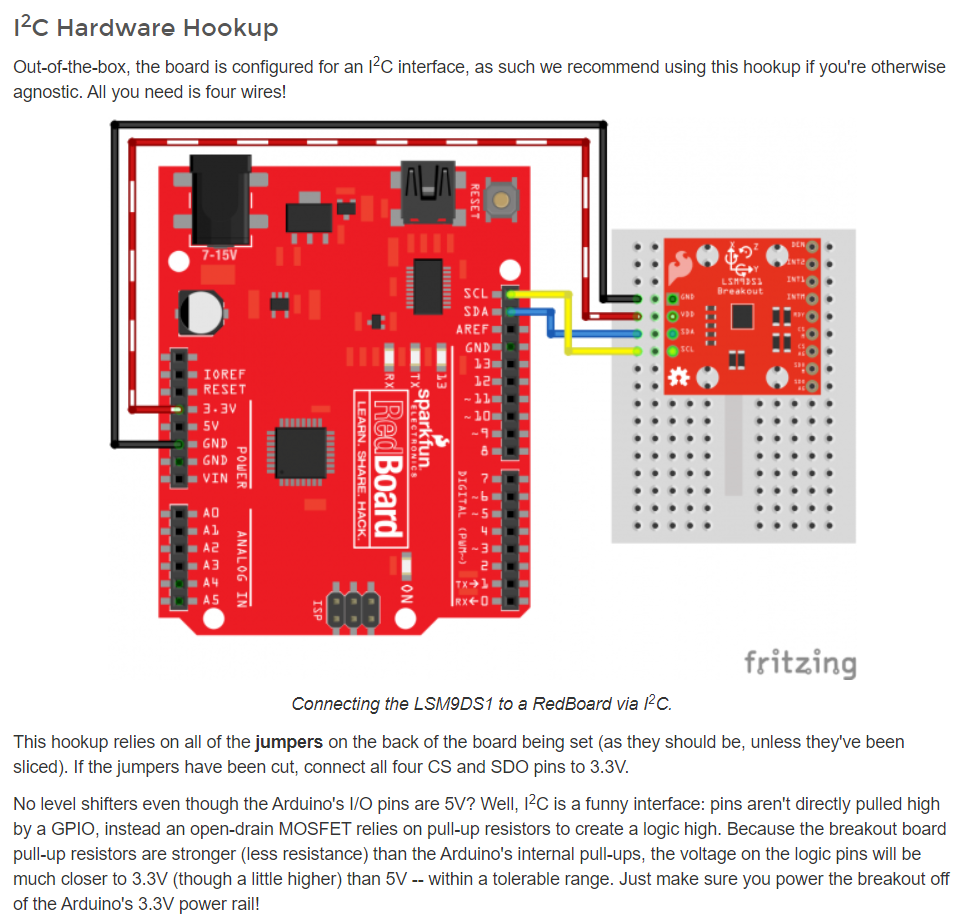 I²C Hardware Hookup
Out-of-the-box, the board is configured for an I²C interface, as such we recommend using this hookup if you're otherwise
agnostic. All you need is four wires!
7-15V
RESET
SCL
SDA
AREF
GND
13
12
~11
~10
~9
8
7
~6
~5
4
~3
2
TX→1
RX←0
DIGITAL (PWM~)
IOREF
RESET
3.3V
5V
GND
GND
VIN
POWER
A0
A1
A2
A3
A4
A5
ANALOG IN
RX
TX
13
sparkfun
ELECTRONICS
RedBoard
LEARN. SHARE. HACK.
ISP
ON
X
Z
Y
LSM9DS1
Breakout
GND
VDD
SDA
SCL
DEN
INT2
INT1
INTM
RDY
fritzing
Connecting the LSM9DS1 to a RedBoard via I²C.
This hookup relies on all of the jumpers on the back of the board being set (as they should be, unless they've been
sliced). If the jumpers have been cut, connect all four CS and SDO pins to 3.3V.
No level shifters even though the Arduino's I/O pins are 5V? Well, I²C is a funny interface: pins aren't directly pulled high
by a GPIO, instead an open-drain MOSFET relies on pull-up resistors to create a logic high. Because the breakout board
pull-up resistors are stronger (less resistance) than the Arduino's internal pull-ups, the voltage on the logic pins will be
much closer to 3.3V (though a little higher) than 5V -- within a tolerable range. Just make sure you power the breakout off
of the Arduino's 3.3V power rail!